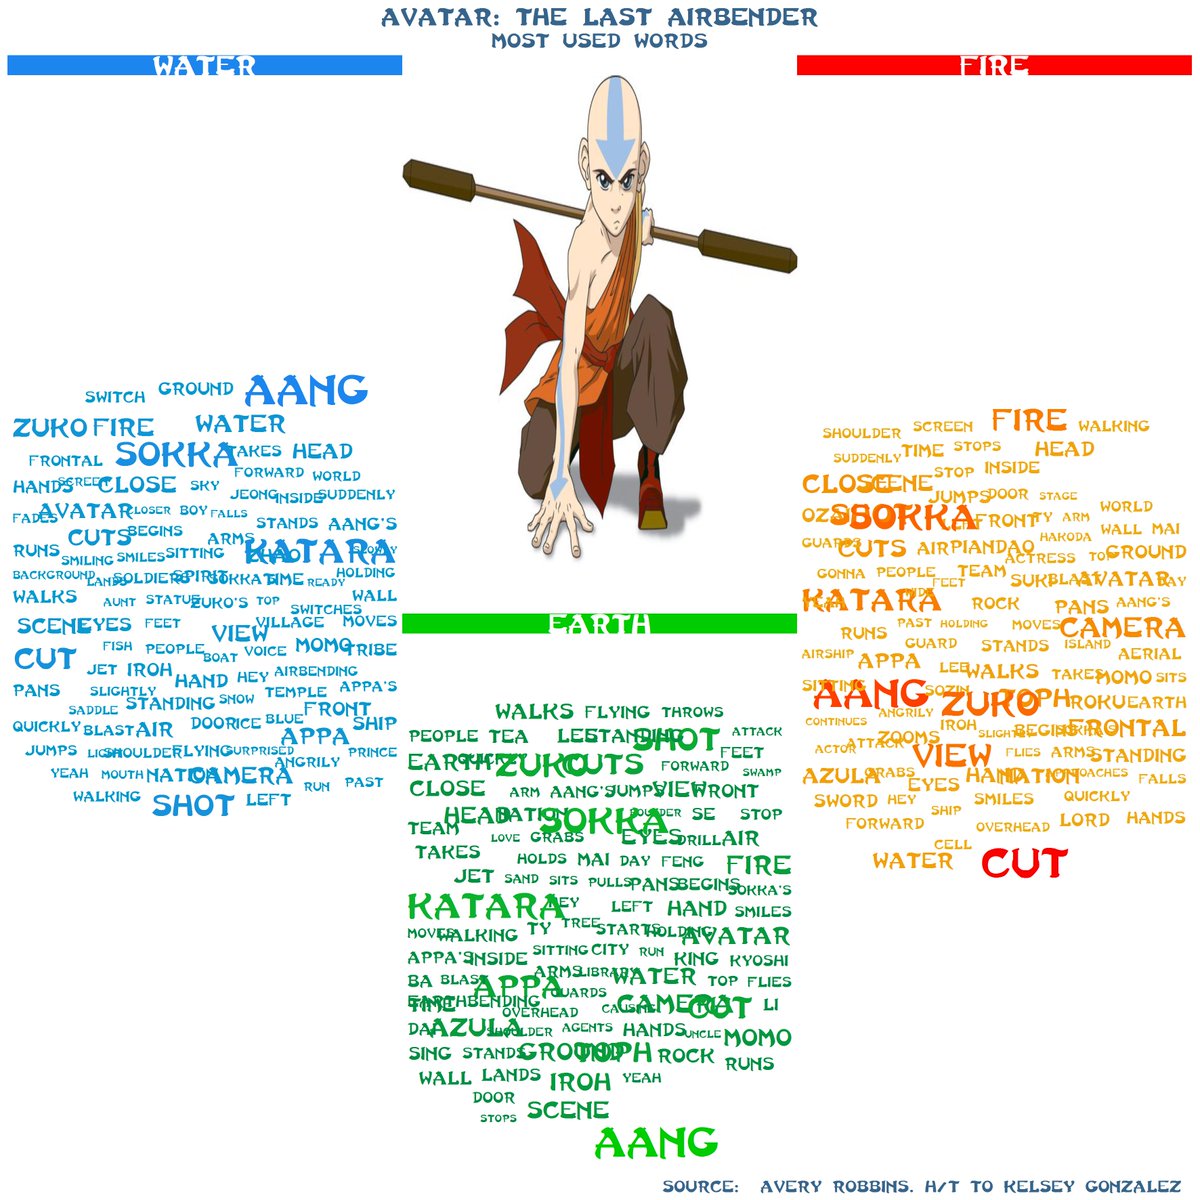 AVATAR: THE LAST AIRBENDER
MOST USED WORDS
WATER
SWITCH GROUND AANG
ZUKO FIRE WATER
SOKKA TAKES HEAD
FRONTAL FORWARD WORLD
HANDS SCREEN CLOSE SKY JEONG INSIDE SUDDENLY
FADES AVATAR CLOSER BOY FALLS
CUTS BEGINS STANDS AANG'S
RUNS SMILING SMILES SITTING ARMS ZHAO KATARA SLOWLY
BACKGROUND LANDS SOLDIERS SPIRIT SOKKA'S TIME READY HOLDING
WALKS AUNT STATUE ZUKO'S TOP SWITCHES WALL
SCENE EYES FEET VIEW VILLAGE MOVES
CUT FISH PEOPLE BOAT VOICE MOMO TRIBE
JET IROH HAND HEY AIRBENDING
PANS SLIGHTLY STANDING SNOW TEMPLE APPA'S
SADDLE DOOR ICE BLUE FRONT
QUICKLY BLAST AIR APPA SHIP
JUMPS LIGHT SHOULDER FLYING SURPRISED ANGRILY PRINCE
YEAH MOUTH NATION CAMERA RUN PAST
WALKING SHOT LEFT
FIRE
SHOULDER SCREEN FIRE WALKING
SUDDENLY TIME STOPS HEAD
STOP INSIDE
CLOSE SCENE JUMPS DOOR STAGE
OZAI SHOT SOKKA FRONT TY ARM WORLD
GUARDS CUTS AIR PIANDAO HAKODA WALL MAI
ACTRESS TOP GROUND
GONNA PEOPLE FEET TEAM SUKI BLAST AVATAR DAY
KATARA YEAH HIDE ROCK PANS AANG'S
RUNS PAST HOLDING MOVES CAMERA
AIRSHIP GUARD STANDS ISLAND AERIAL
APPA LEE WALKS TAKES MOMO SITS
SITTING AANG SOZIN ZUKO TOPH ROKU EARTH
CONTINUES ANGRILY IROH SLIGHTLY BEGINS SOKKA'S FRONTAL
ACTOR ATTACK ZOOMS VIEW FLIES ARMS STANDING
AZULA GRABS EYES HAND NATION APPROACHES FALLS
SWORD HEY SHIP SMILES QUICKLY
FORWARD OVERHEAD LORD HANDS
CELL
WATER CUT
EARTH
WALKS FLYING THROWS
PEOPLE TEA LEE STANDING SHOT ATTACK
EARTH QUICKLY ZUKO CUTS FORWARD FEET SWAMP
CLOSE ARM AANG'S JUMPS VIEW FRONT
HEAD NATION SOKKA BOULDER SE STOP
TEAM LOVE GRABS EYES DRILL AIR
TAKES HOLDS MAI DAY FENG FIRE
JET SAND SITS PULLS PANS BEGINS SOKKA'S
KATARA HEY LEFT HAND SMILES
MOVES WALKING TY TREE STARTS HOLDING AVATAR
APPA'S INSIDE SITTING CITY RUN KING KYOSHI
BA BLAST APPA ARMS LIBRARY WATER TOP FLIES
EARTHBENDING GUARDS
TIME OVERHEAD CAUSING CAMERA CUT LI
DAI AZULA SHOULDER AGENTS HANDS UNCLE MOMO
SING STANDS GROUND TOPH ROCK RUNS
WALL LANDS IROH YEAH
DOOR
STOPS SCENE
AANG
SOURCE: AVERY ROBBINS. H/T TO KELSEY GONZALEZ